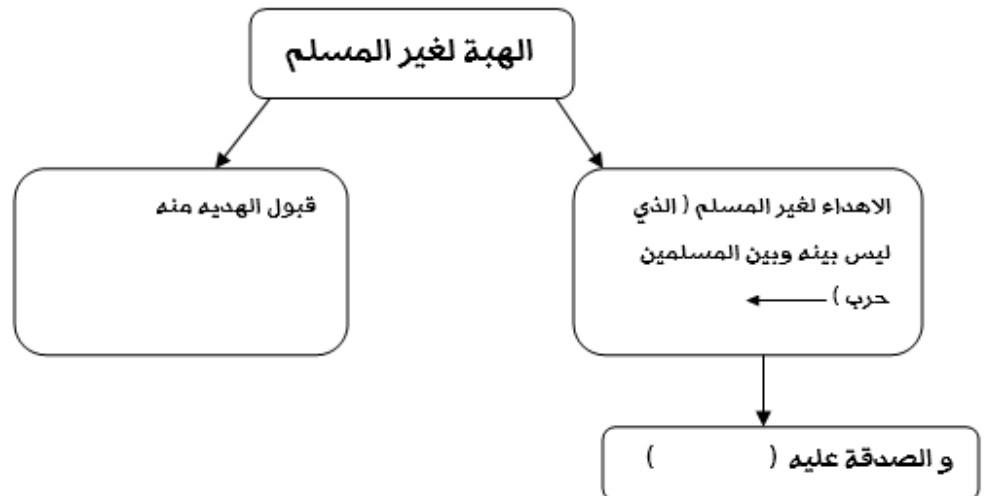 الهبة لغير المسلم
الاهداء لغير المسلم ( الذي
ليس بينه وبين المسلمين
حرب )
قبول الهديه منه
و الصدقة عليه (            )